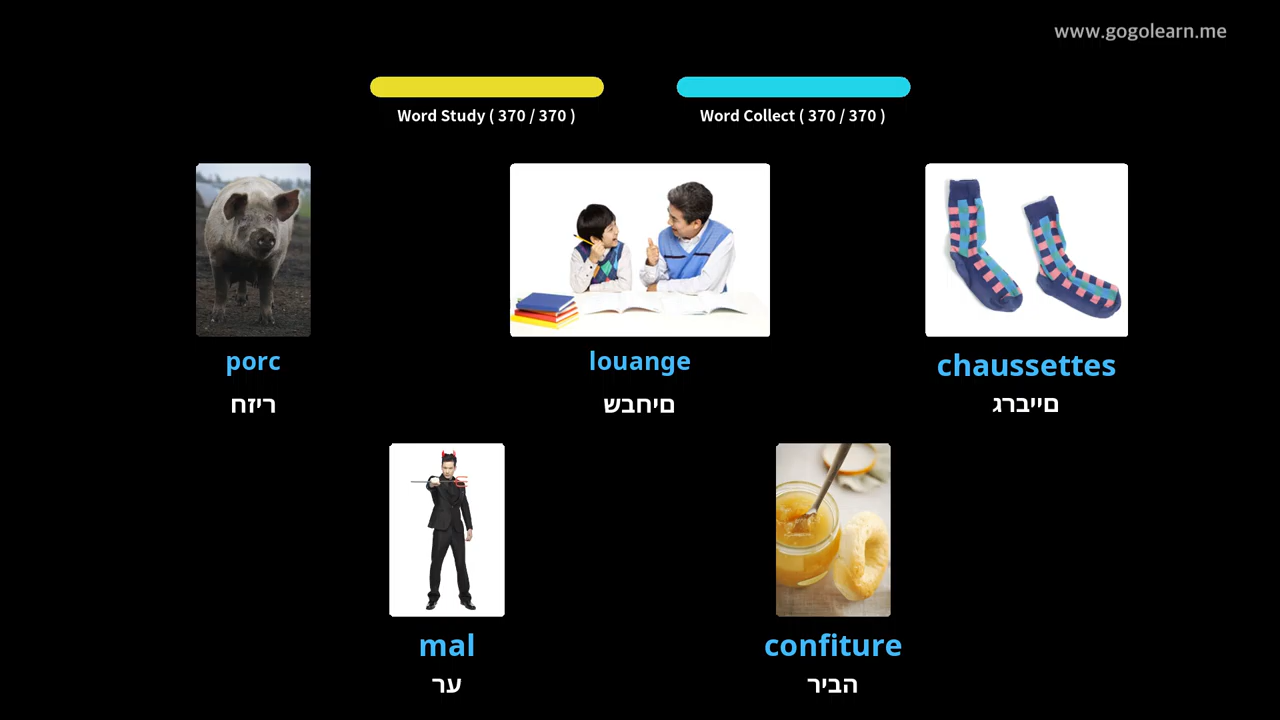 www.gogolearn.me
Word Study ( 370 / 370 )
Word Collect ( 370 / 370 )
porc
ריזח
louange
םיחבש
chaussettes
םייברג
mal
ער
confiture
הביר